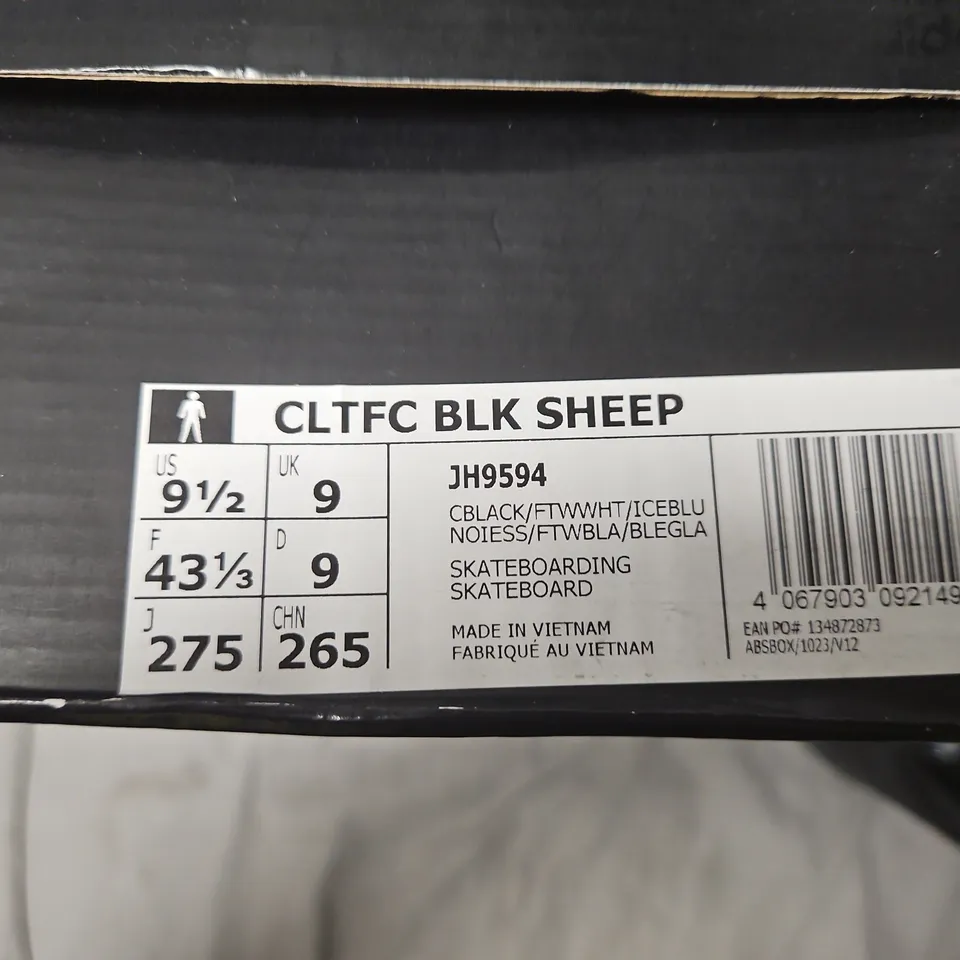 CLTFC BLK SHEEP
US
9½
UK
9
F
43⅓
D
9
J
275
CHN
265
JH9594
CBLACK/FTWWHT/ICEBLU
NOIESS/FTWBLA/BLEGLA
SKATEBOARDING
SKATEBOARD
MADE IN VIETNAM
FABRIQUÉ AU VIETNAM
4 067903 092149
EAN PO# 134872873
ABSBOX/1023/V12